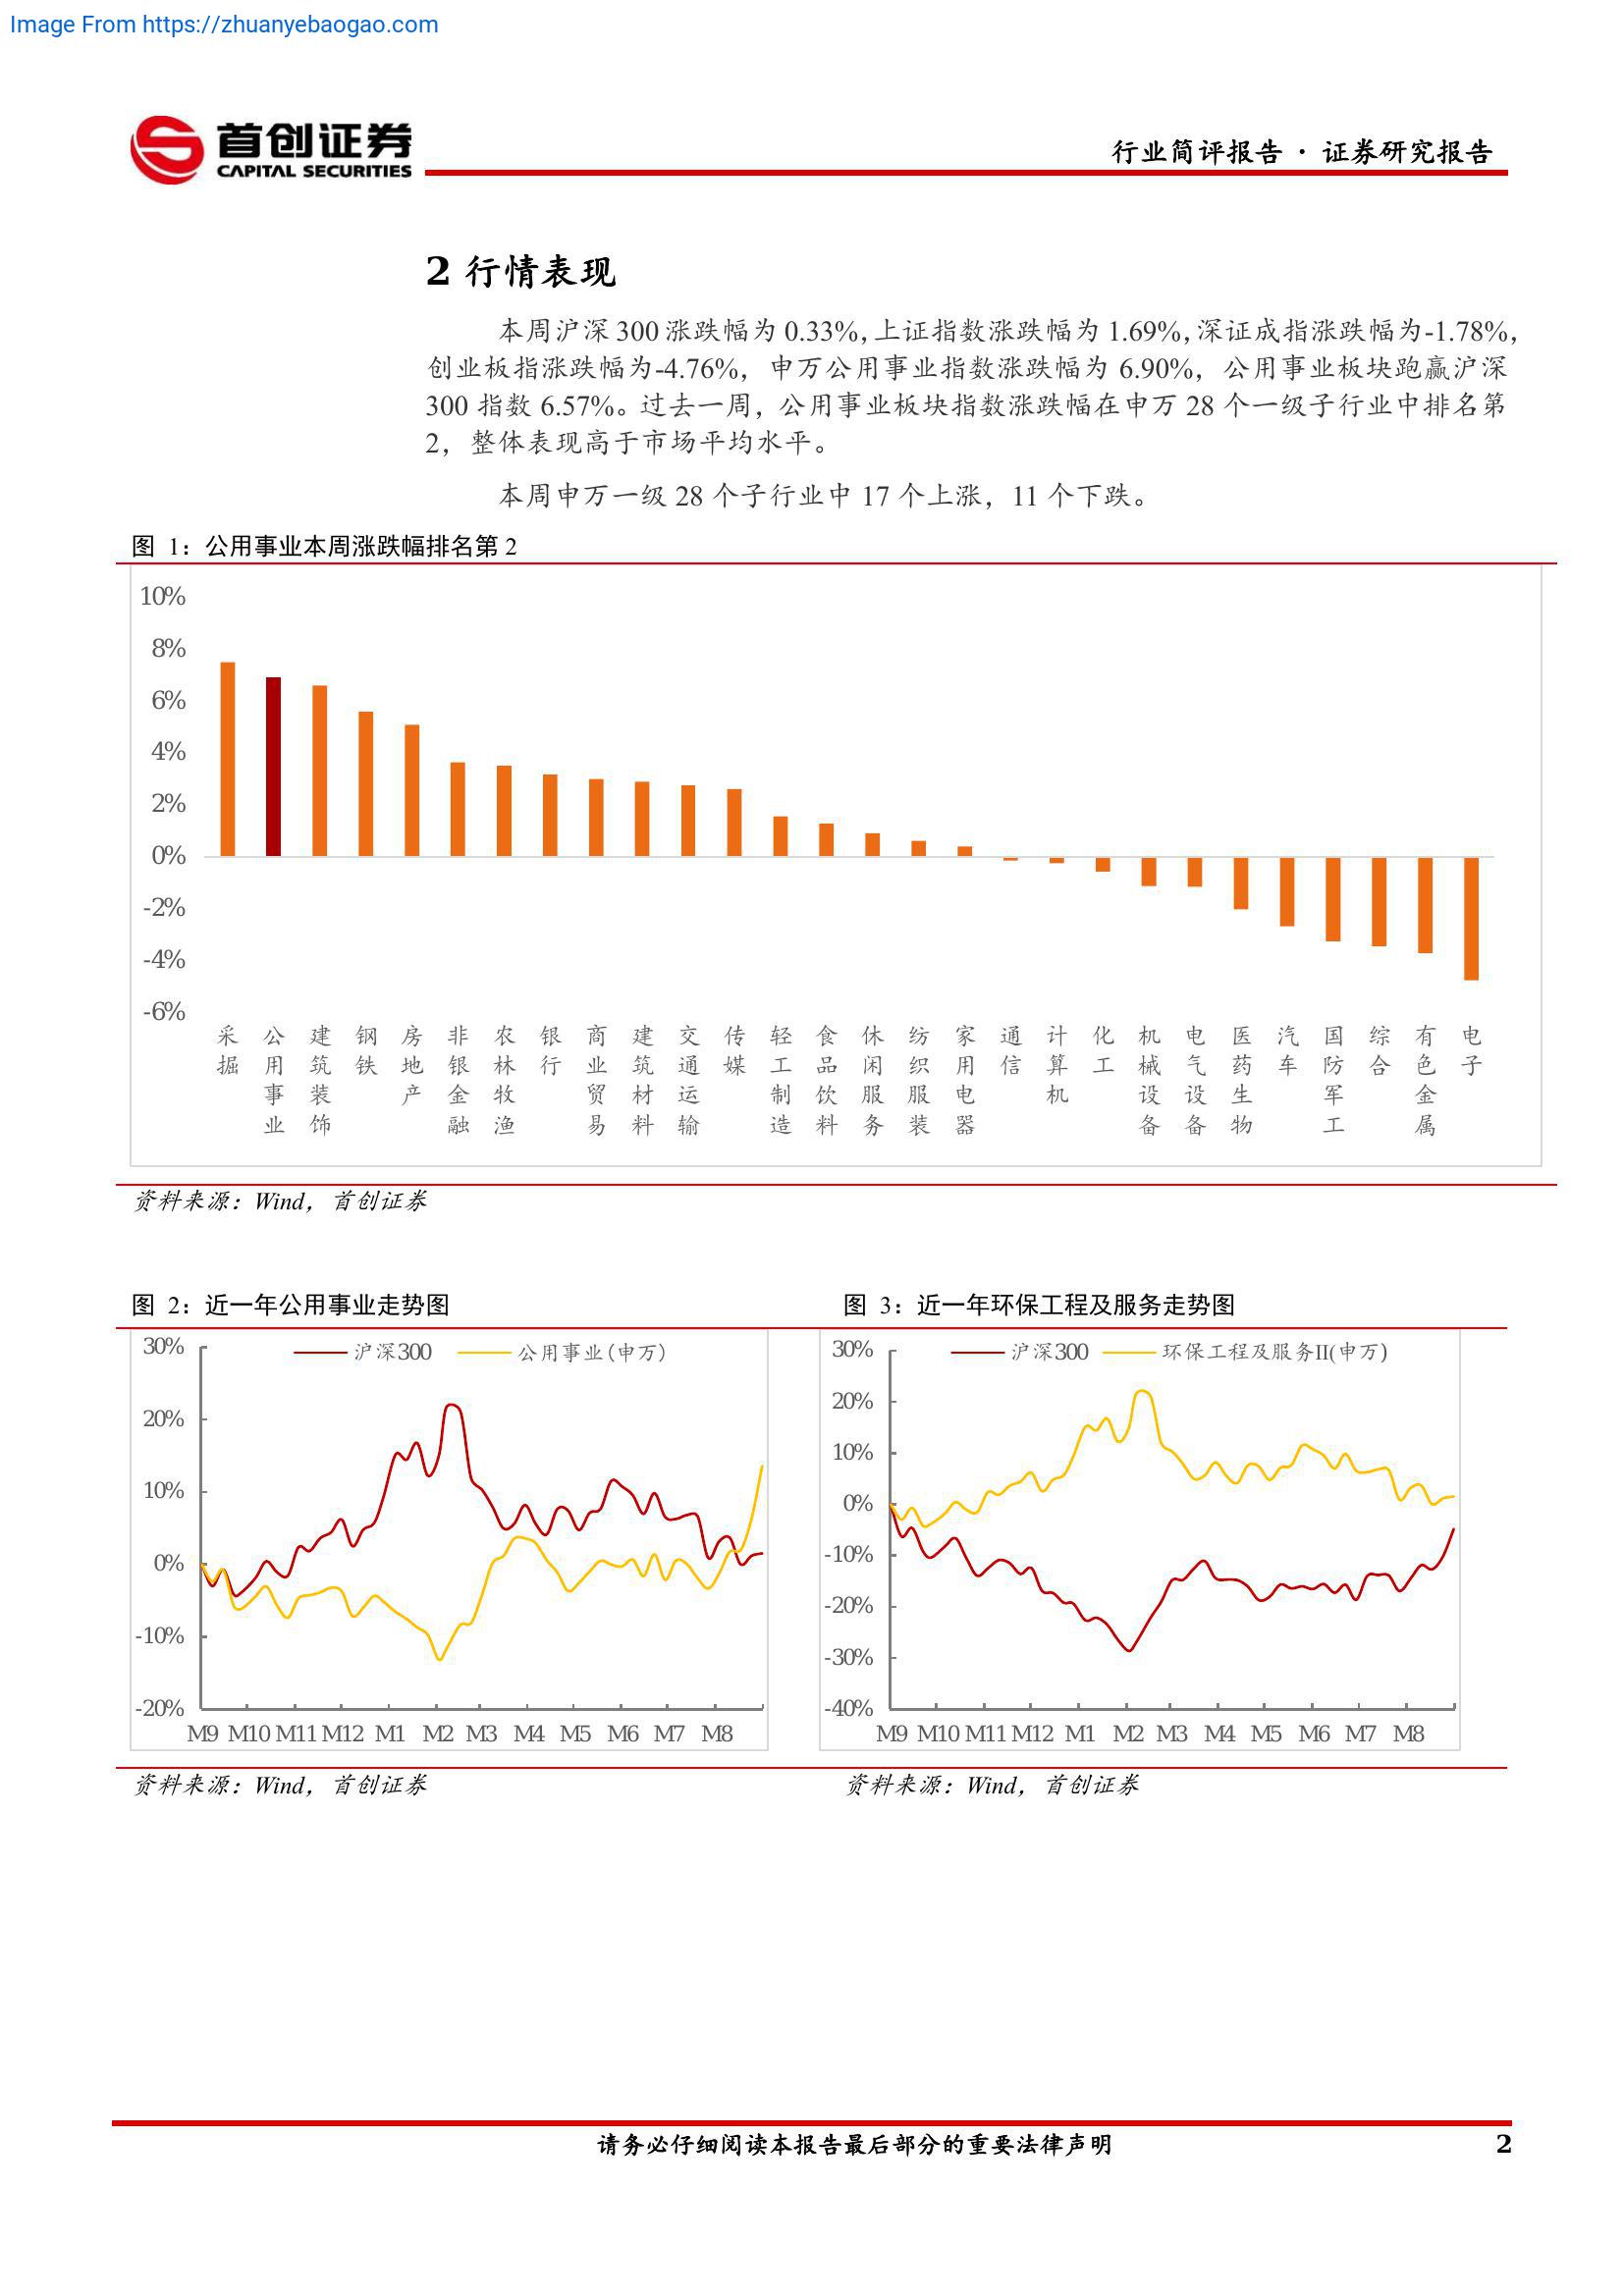 Image From https://zhuanyebaogao.com
首创证券
CAPITAL SECURITIES
行业简评报告 · 证券研究报告
2 行情表现
本周沪深 300 涨跌幅为 0.33%, 上证指数涨跌幅为 1.69%, 深证成指涨跌幅为-1.78%,
创业板指涨跌幅为-4.76%，申万公用事业指数涨跌幅为 6.90%，公用事业板块跑赢沪深
300 指数 6.57%。过去一周，公用事业板块指数涨跌幅在申万 28 个一级子行业中排名第
2，整体表现高于市场平均水平。
本周申万一级 28 个子行业中 17 个上涨，11 个下跌。
图 1：公用事业本周涨跌幅排名第 2
10%
8%
6%
4%
2%
0%
-2%
-4%
-6%
采掘
公用事业
建筑装饰
钢铁
房地产
非银金融
农林牧渔
银行
商业贸易
建筑材料
交通运输
传媒
轻工制造
食品饮料
休闲服务
纺织服装
家用电器
通信
计算机
化工
机械设备
电气设备
医药生物
汽车
国防军工
综合
有色金属
电子
资料来源：Wind，首创证券
图 2：近一年公用事业走势图
沪深300 公用事业(申万)
30%
20%
10%
0%
-10%
-20%
M9 M10 M11 M12 M1 M2 M3 M4 M5 M6 M7 M8
资料来源：Wind，首创证券
图 3：近一年环保工程及服务走势图
沪深300 环保工程及服务II(申万)
30%
20%
10%
0%
-10%
-20%
-30%
-40%
M9 M10 M11 M12 M1 M2 M3 M4 M5 M6 M7 M8
资料来源：Wind，首创证券
请务必仔细阅读本报告最后部分的重要法律声明
2